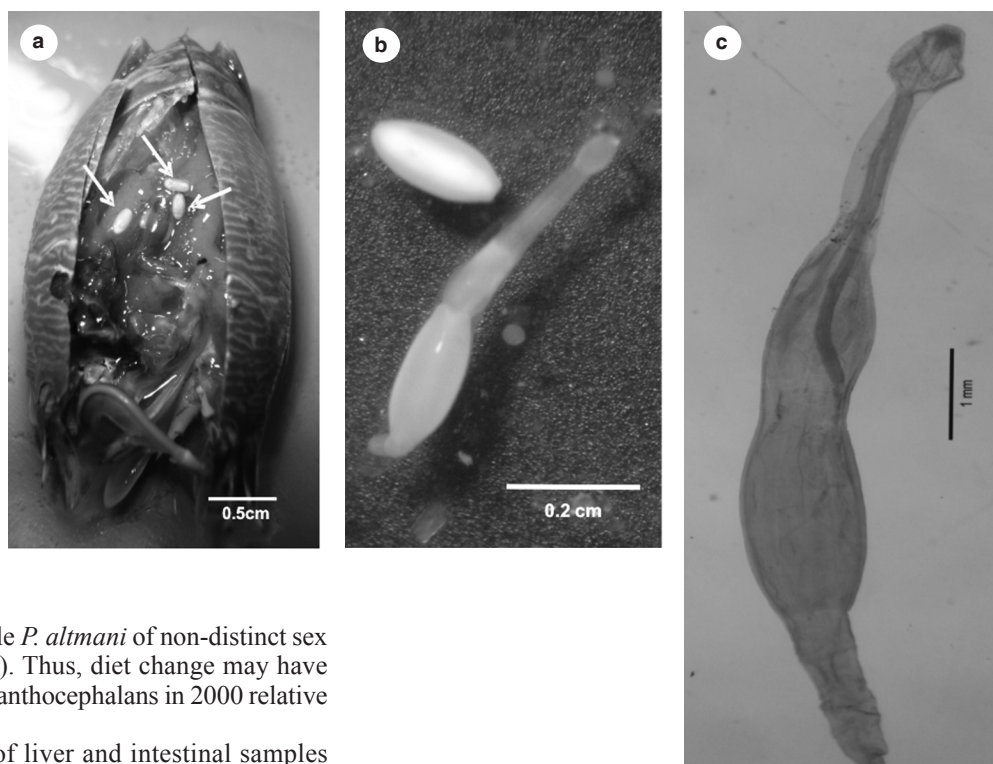 a
b
c
0.5cm
0.2 cm
1 mm
le P. altmani of non-distinct sex
). Thus, diet change may have
anthocephalans in 2000 relative
of liver and intestinal samples